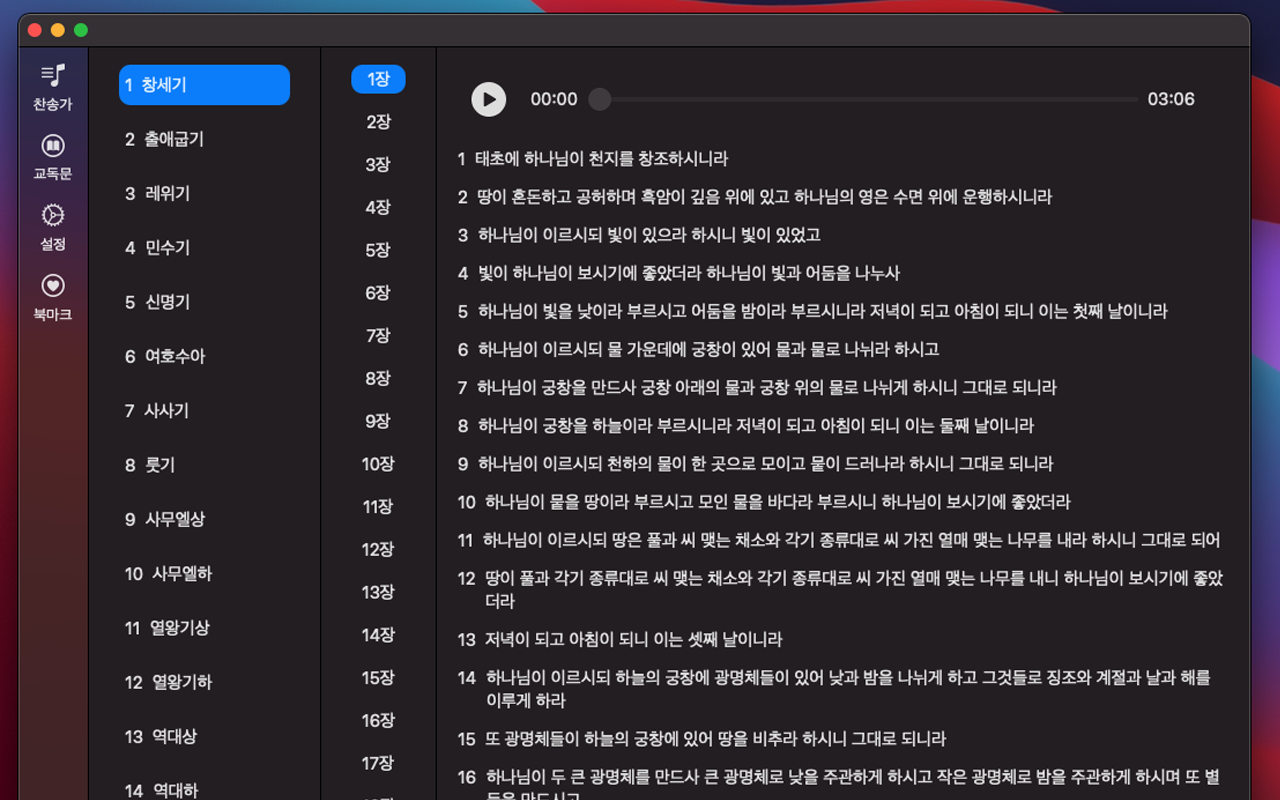 찬송가
교독문
설정
북마크
1 창세기
2 출애굽기
3 레위기
4 민수기
5 신명기
6 여호수아
7 사사기
8 룻기
9 사무엘상
10 사무엘하
11 열왕기상
12 열왕기하
13 역대상
14 역대하
1장
2장
3장
4장
5장
6장
7장
8장
9장
10장
11장
12장
13장
14장
15장
16장
17장
00:00
03:06
1 태초에 하나님이 천지를 창조하시니라
2 땅이 혼돈하고 공허하며 흑암이 깊음 위에 있고 하나님의 영은 수면 위에 운행하시니라
3 하나님이 이르시되 빛이 있으라 하시니 빛이 있었고
4 빛이 하나님이 보시기에 좋았더라 하나님이 빛과 어둠을 나누사
5 하나님이 빛을 낮이라 부르시고 어둠을 밤이라 부르시니라 저녁이 되고 아침이 되니 이는 첫째 날이니라
6 하나님이 이르시되 물 가운데에 궁창이 있어 물과 물로 나뉘라 하시고
7 하나님이 궁창을 만드사 궁창 아래의 물과 궁창 위의 물로 나뉘게 하시니 그대로 되니라
8 하나님이 궁창을 하늘이라 부르시니라 저녁이 되고 아침이 되니 이는 둘째 날이니라
9 하나님이 이르시되 천하의 물이 한 곳으로 모이고 뭍이 드러나라 하시니 그대로 되니라
10 하나님이 뭍을 땅이라 부르시고 모인 물을 바다라 부르시니 하나님이 보시기에 좋았더라
11 하나님이 이르시되 땅은 풀과 씨 맺는 채소와 각기 종류대로 씨 가진 열매 맺는 나무를 내라 하시니 그대로 되어
12 땅이 풀과 각기 종류대로 씨 맺는 채소와 각기 종류대로 씨 가진 열매 맺는 나무를 내니 하나님이 보시기에 좋았
더라
13 저녁이 되고 아침이 되니 이는 셋째 날이니라
14 하나님이 이르시되 하늘의 궁창에 광명체들이 있어 낮과 밤을 나뉘게 하고 그것들로 징조와 계절과 날과 해를
이루게 하라
15 또 광명체들이 하늘의 궁창에 있어 땅을 비추라 하시니 그대로 되니라
16 하나님이 두 큰 광명체를 만드사 큰 광명체로 낮을 주관하게 하시고 작은 광명체로 밤을 주관하게 하시며 또 별
들을 만드시고